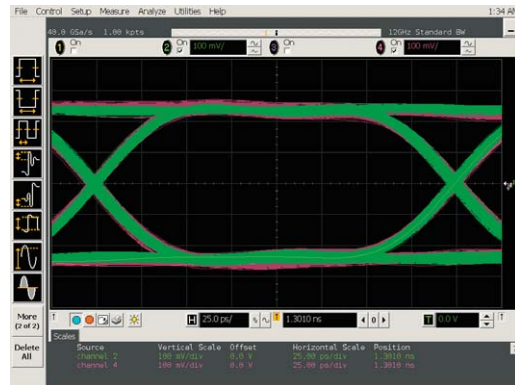 File Control Setup Measure Analyze Utilities Help 1:34 AM
40.0 GSa/s 1.00 kpts 12GHz Standard BW
1 On 2 On 100 mV/ 3 On 4 On 100 mV/
More
(2 of 2)
Delete
All
H 25.0 ps/ 1.3010 ns 0 T 0.0 V
Scales
Source Vertical Scale Offset Horizontal Scale Position
channel 2 100 mV/div 0.0 V 25.00 ps/div 1.3010 ns
channel 4 100 mV/div 0.0 V 25.00 ps/div 1.3010 ns